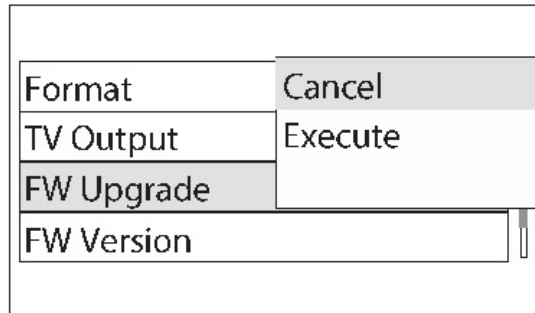 Format
TV Output
FW Upgrade
FW Version
Cancel
Execute